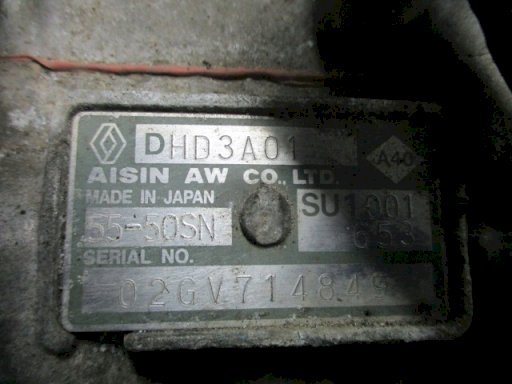 DHD3A01 A40
AISIN AW CO., LTD.
MADE IN JAPAN SU1001
55-50SN 653
SERIAL NO.
02GV714849